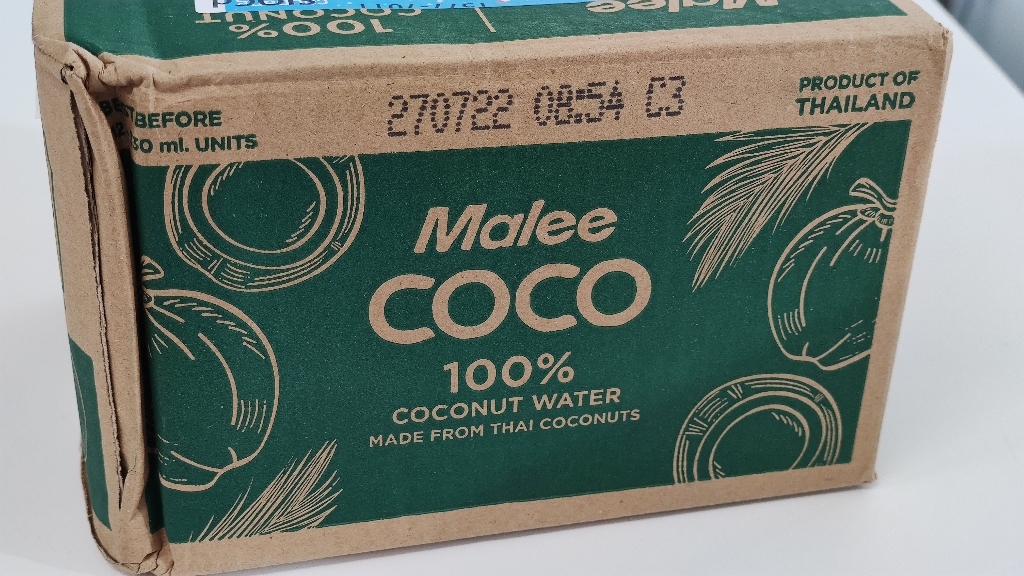 Malee
COCONUT
100%
BEST BEFORE
270722 08:54 C3
PRODUCT OF
THAILAND
30 ml. UNITS
Malee
COCO
100%
COCONUT WATER
MADE FROM THAI COCONUTS